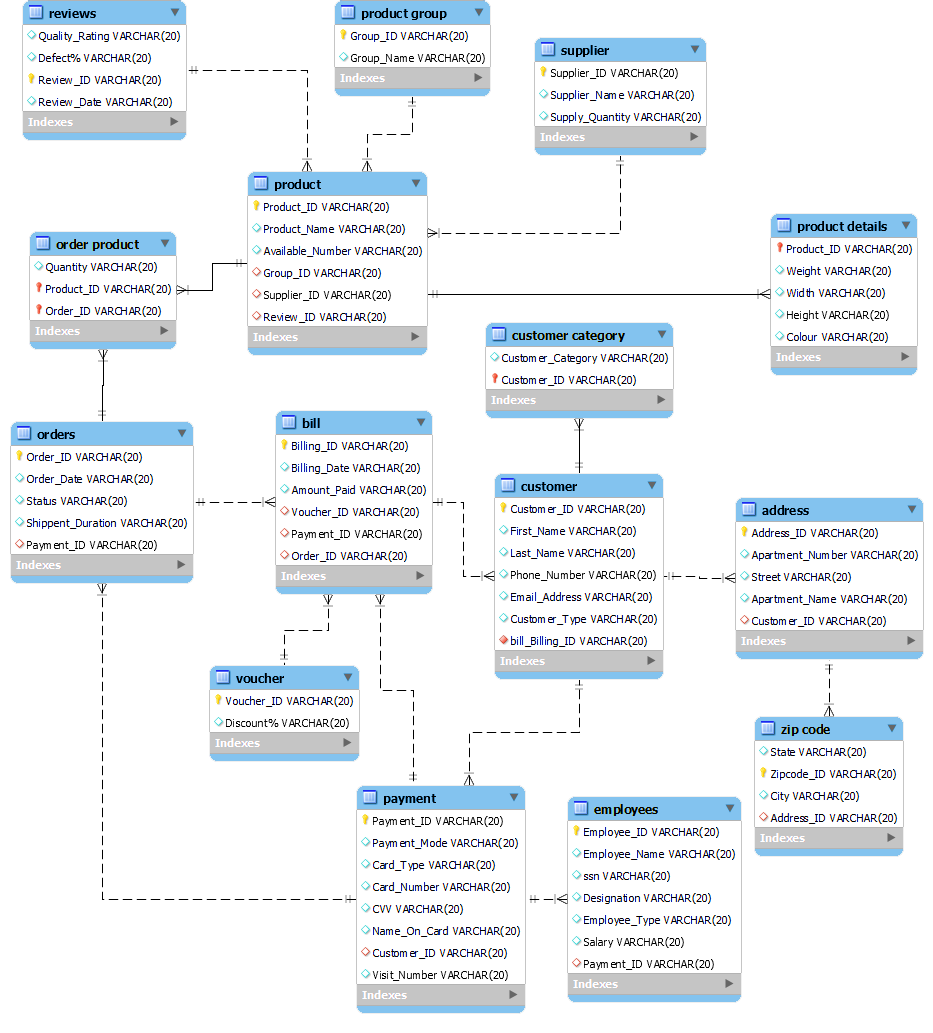 reviews
Quality_Rating VARCHAR(20)
Defect% VARCHAR(20)
Review_ID VARCHAR(20)
Review_Date VARCHAR(20)
Indexes
product group
Group_ID VARCHAR(20)
Group_Name VARCHAR(20)
Indexes
supplier
Supplier_ID VARCHAR(20)
Supplier_Name VARCHAR(20)
Supply_Quantity VARCHAR(20)
Indexes
product
Product_ID VARCHAR(20)
Product_Name VARCHAR(20)
Available_Number VARCHAR(20)
Group_ID VARCHAR(20)
Supplier_ID VARCHAR(20)
Review_ID VARCHAR(20)
Indexes
order product
Quantity VARCHAR(20)
Product_ID VARCHAR(20)
Order_ID VARCHAR(20)
Indexes
product details
Product_ID VARCHAR(20)
Weight VARCHAR(20)
Width VARCHAR(20)
Height VARCHAR(20)
Colour VARCHAR(20)
Indexes
customer category
Customer_Category VARCHAR(20)
Customer_ID VARCHAR(20)
Indexes
orders
Order_ID VARCHAR(20)
Order_Date VARCHAR(20)
Status VARCHAR(20)
Shippent_Duration VARCHAR(20)
Payment_ID VARCHAR(20)
Indexes
bill
Billing_ID VARCHAR(20)
Billing_Date VARCHAR(20)
Amount_Paid VARCHAR(20)
Voucher_ID VARCHAR(20)
Payment_ID VARCHAR(20)
Order_ID VARCHAR(20)
Indexes
customer
Customer_ID VARCHAR(20)
First_Name VARCHAR(20)
Last_Name VARCHAR(20)
Phone_Number VARCHAR(20)
Email_Address VARCHAR(20)
Customer_Type VARCHAR(20)
bill_Billing_ID VARCHAR(20)
Indexes
address
Address_ID VARCHAR(20)
Apartment_Number VARCHAR(20)
Street VARCHAR(20)
Apartment_Name VARCHAR(20)
Customer_ID VARCHAR(20)
Indexes
voucher
Voucher_ID VARCHAR(20)
Discount% VARCHAR(20)
Indexes
zip code
State VARCHAR(20)
Zipcode_ID VARCHAR(20)
City VARCHAR(20)
Address_ID VARCHAR(20)
Indexes
payment
Payment_ID VARCHAR(20)
Payment_Mode VARCHAR(20)
Card_Type VARCHAR(20)
Card_Number VARCHAR(20)
CVV VARCHAR(20)
Name_On_Card VARCHAR(20)
Customer_ID VARCHAR(20)
Visit_Number VARCHAR(20)
Indexes
employees
Employee_ID VARCHAR(20)
Employee_Name VARCHAR(20)
ssn VARCHAR(20)
Designation VARCHAR(20)
Employee_Type VARCHAR(20)
Salary VARCHAR(20)
Payment_ID VARCHAR(20)
Indexes